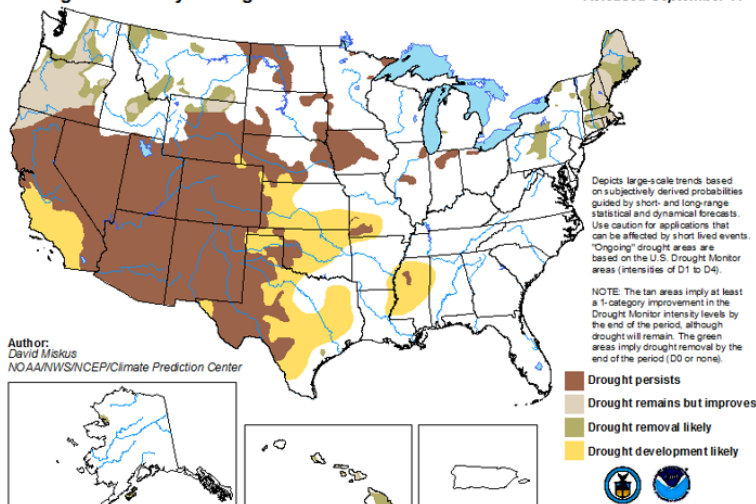 Depicts large-scale trends based
on subjectively derived probabilities
guided by short- and long-range
statistical and dynamical forecasts.
Use caution for applications that
can be affected by short lived events.
"Ongoing" drought areas are
based on the U.S. Drought Monitor
areas (intensities of D1 to D4).
NOTE: The tan areas imply at least
a 1-category improvement in the
Drought Monitor intensity levels by
the end of the period, although
drought will remain. The green
areas imply drought removal by the
end of the period (D0 or none).
Author:
David Miskus
NOAA/NWS/NCEP/Climate Prediction Center
Drought persists
Drought remains but improves
Drought removal likely
Drought development likely